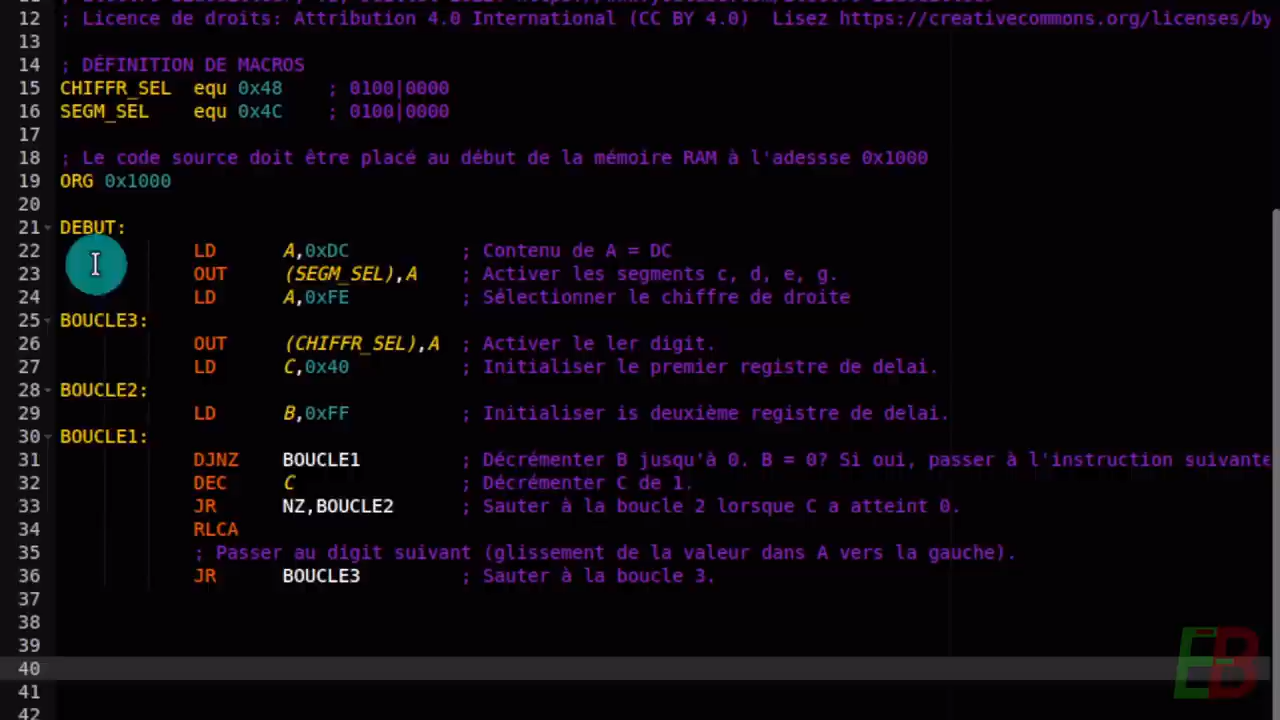 12 ; Licence de droits: Attribution 4.0 International (CC BY 4.0) Lisez https://creativecommons.org/licenses/by
13
14 ; DÉFINITION DE MACROS
15 CHIFFR_SEL equ 0x48 ; 0100|0000
16 SEGM_SEL equ 0x4C ; 0100|0000
17
18 ; Le code source doit être placé au début de la mémoire RAM à l'adessse 0x1000
19 ORG 0x1000
20
21 DEBUT:
22 LD A,0xDC ; Contenu de A = DC
23 OUT (SEGM_SEL),A ; Activer les segments c, d, e, g.
24 LD A,0xFE ; Sélectionner le chiffre de droite
25 BOUCLE3:
26 OUT (CHIFFR_SEL),A ; Activer le ler digit.
27 LD C,0x40 ; Initialiser le premier registre de delai.
28 BOUCLE2:
29 LD B,0xFF ; Initialiser is deuxième registre de delai.
30 BOUCLE1:
31 DJNZ BOUCLE1 ; Décrémenter B jusqu'à 0. B = 0? Si oui, passer à l'instruction suivante
32 DEC C ; Décrémenter C de 1.
33 JR NZ,BOUCLE2 ; Sauter à la boucle 2 lorsque C a atteint 0.
34 RLCA
35 ; Passer au digit suivant (glissement de la valeur dans A vers la gauche).
36 JR BOUCLE3 ; Sauter à la boucle 3.
37
38
39
40
41
42
EB